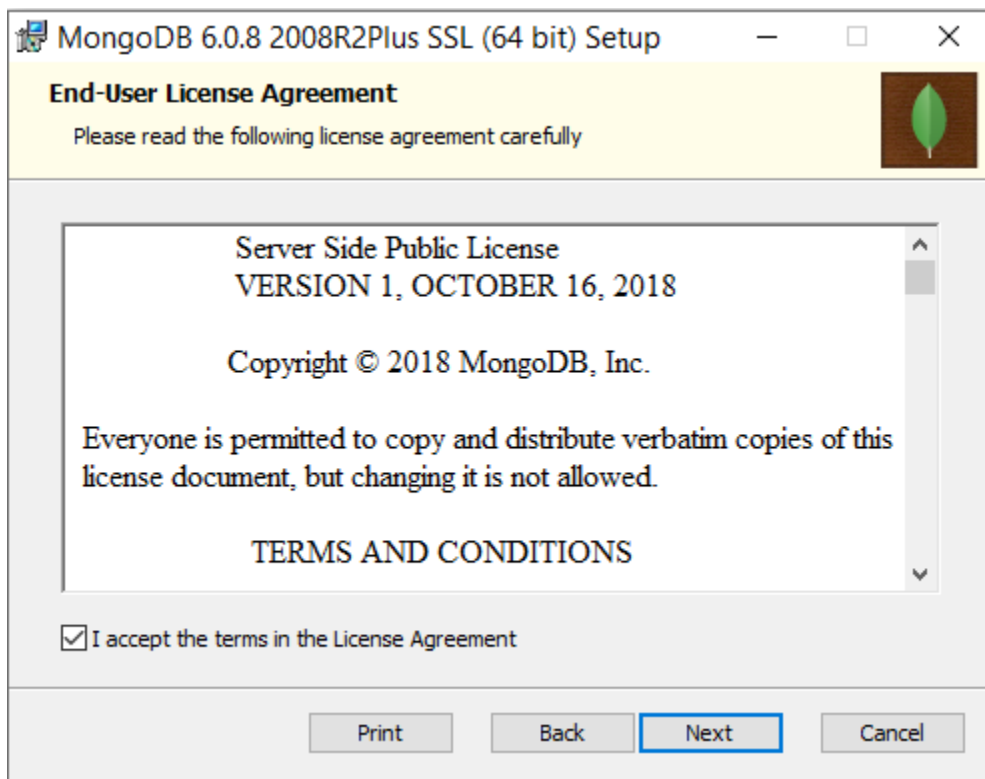 MongoDB 6.0.8 2008R2Plus SSL (64 bit) Setup
End-User License Agreement
Please read the following license agreement carefully
Server Side Public License
VERSION 1, OCTOBER 16, 2018
Copyright © 2018 MongoDB, Inc.
Everyone is permitted to copy and distribute verbatim copies of this
license document, but changing it is not allowed.
TERMS AND CONDITIONS
I accept the terms in the License Agreement
Print
Back
Next
Cancel